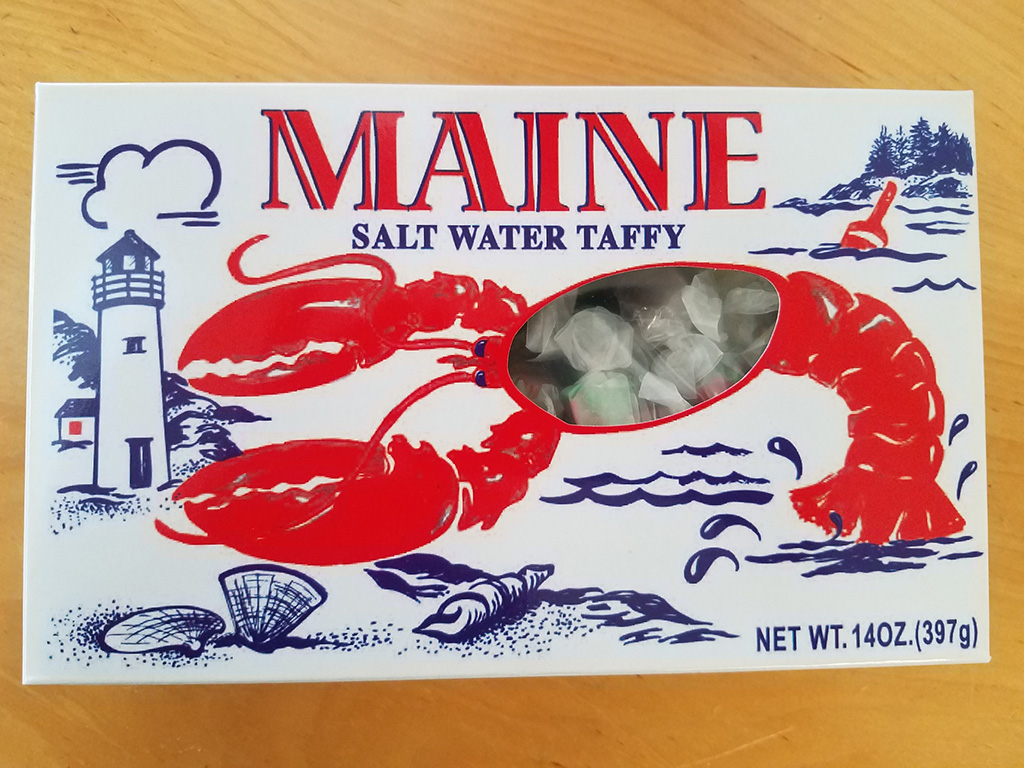 MAINE
SALT WATER TAFFY
NET WT. 14OZ.(397g)